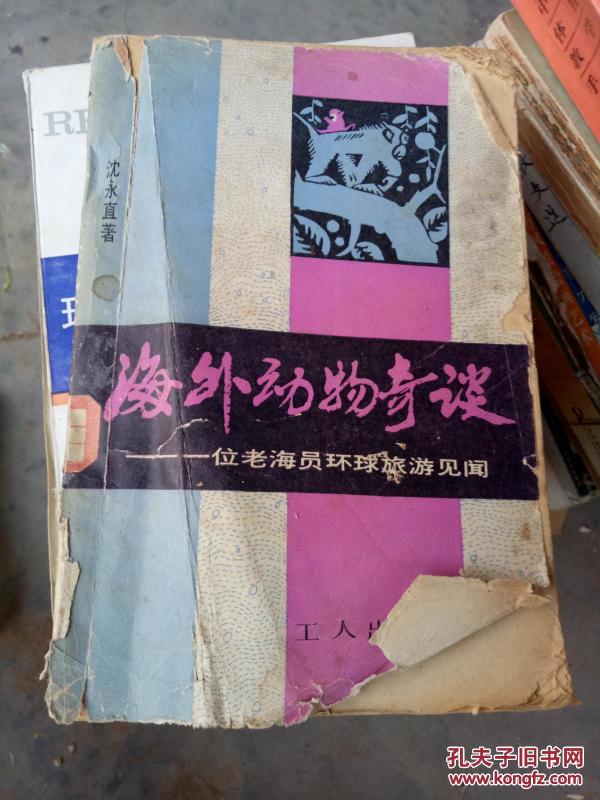 沈永直著
海外动物奇谈
——一位老海员环球旅游见闻
工人出
孔夫子旧书网
www.kongfz.com